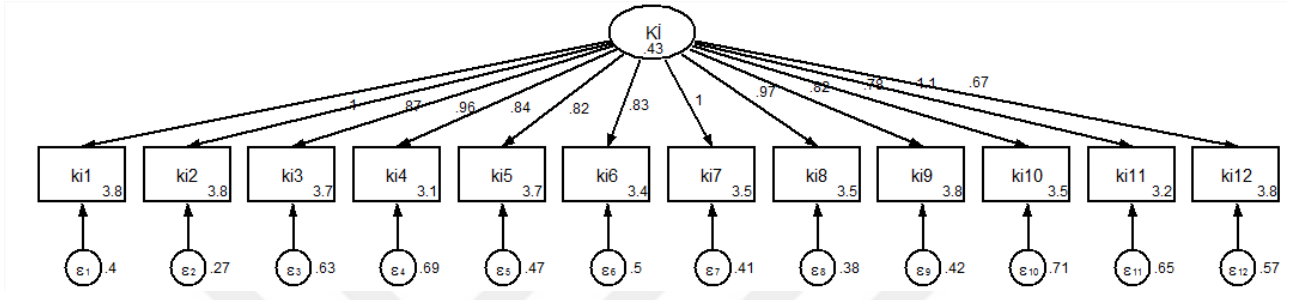 Kİ
.43
1 .87 .96 .84 .82 .83 1 .97 .82 .78 1.1 .67
ki1 ki2 ki3 ki4 ki5 ki6 ki7 ki8 ki9 ki10 ki11 ki12
3.8 3.8 3.7 3.1 3.7 3.4 3.5 3.5 3.8 3.5 3.2 3.8
ε1 .4 ε2 .27 ε3 .63 ε4 .69 ε5 .47 ε6 .5 ε7 .41 ε8 .38 ε9 .42 ε10 .71 ε11 .65 ε12 .57